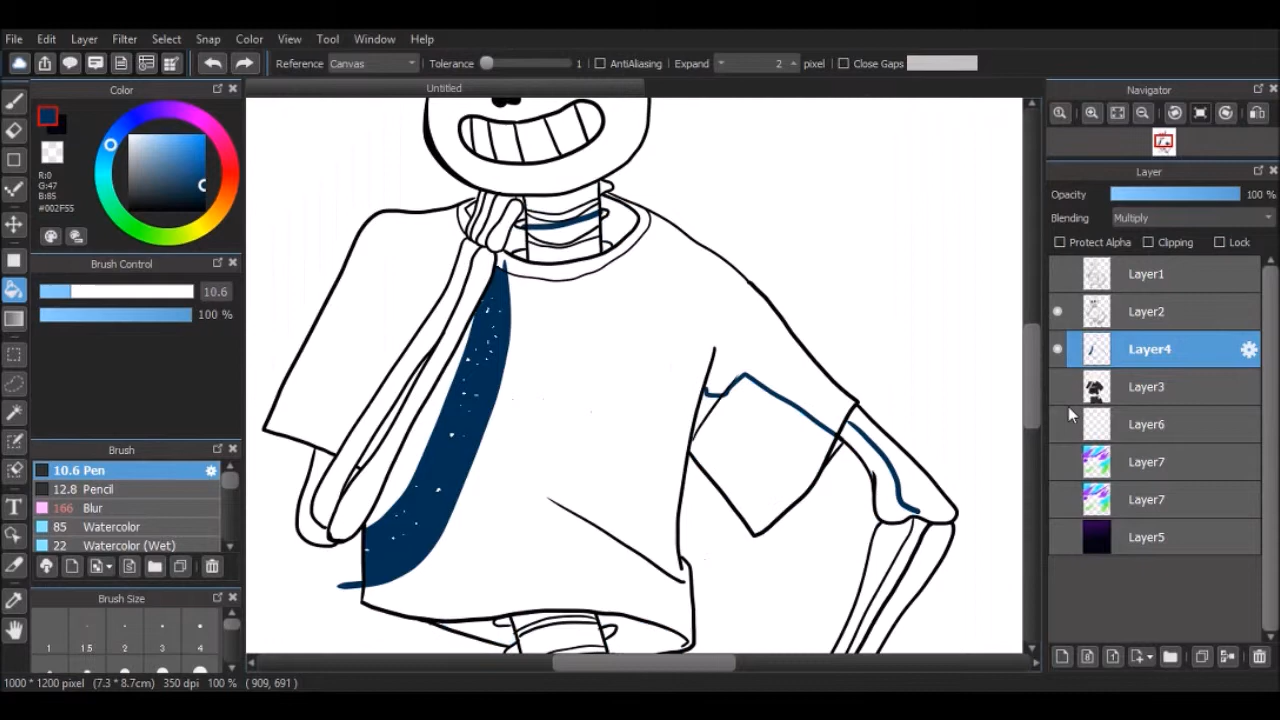 File Edit Layer Filter Select Snap Color View Tool Window Help
Reference Canvas Tolerance 1 AntiAliasing Expand 2 pixel Close Gaps
Color
Untitled
Navigator
R:0
G:47
B:85
#002F55
Layer
Opacity 100 %
Blending Multiply
Protect Alpha Clipping Lock
Brush Control
10.6
100 %
Layer1
Layer2
Layer4
Layer3
Layer6
Layer7
Layer7
Layer5
Brush
10.6 Pen
12.8 Pencil
166 Blur
85 Watercolor
22 Watercolor (Wet)
Brush Size
1 1.5 2 3 4
1000 * 1200 pixel (7.3 * 8.7cm) 350 dpi 100 % ( 909, 691 )